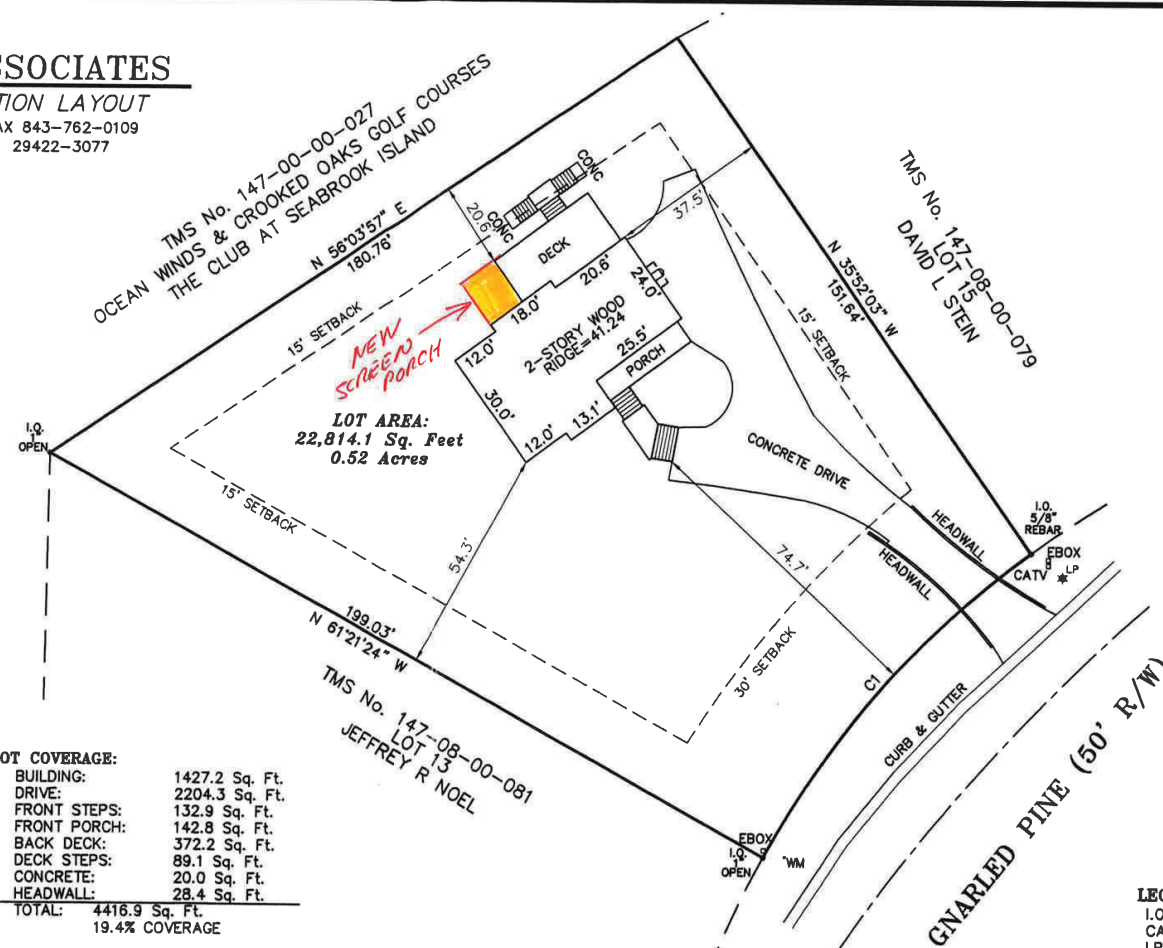 SSOCIATES
TION LAYOUT
AX 843-762-0109
29422-3077
TMS No. 147-00-00-027
OCEAN WINDS & CROOKED OAKS GOLF COURSES
THE CLUB AT SEABROOK ISLAND
N 56°03'57" E
180.76'
20.6'
CONC
CONC
DECK
37.5'
TMS No. 147-08-00-079
LOT 15
DAVID L STEIN
N 35°52'03" W
151.64'
15' SETBACK
15' SETBACK
20.6'
24.0'
18.0'
12.0'
2-STORY WOOD
RIDGE=41.24
25.5'
PORCH
30.0'
13.1'
12.0'
NEW
SCREEN
PORCH
LOT AREA:
22,814.1 Sq. Feet
0.52 Acres
I.O.
1"
OPEN
15' SETBACK
CONCRETE DRIVE
HEADWALL
HEADWALL
I.O.
5/8"
REBAR
EBOX
CATV
LP
54.3'
74.7'
199.03'
N 61°21'24" W
30' SETBACK
C1
CURB & GUTTER
TMS No. 147-08-00-081
LOT 13
JEFFREY R NOEL
EBOX
I.O.
1"
OPEN
WM
GNARLED PINE (50' R/W)
OT COVERAGE:
BUILDING: 1427.2 Sq. Ft.
DRIVE: 2204.3 Sq. Ft.
FRONT STEPS: 132.9 Sq. Ft.
FRONT PORCH: 142.8 Sq. Ft.
BACK DECK: 372.2 Sq. Ft.
DECK STEPS: 89.1 Sq. Ft.
CONCRETE: 20.0 Sq. Ft.
HEADWALL: 28.4 Sq. Ft.
TOTAL: 4416.9 Sq. Ft.
19.4% COVERAGE
LEG
I.O
CA
LP